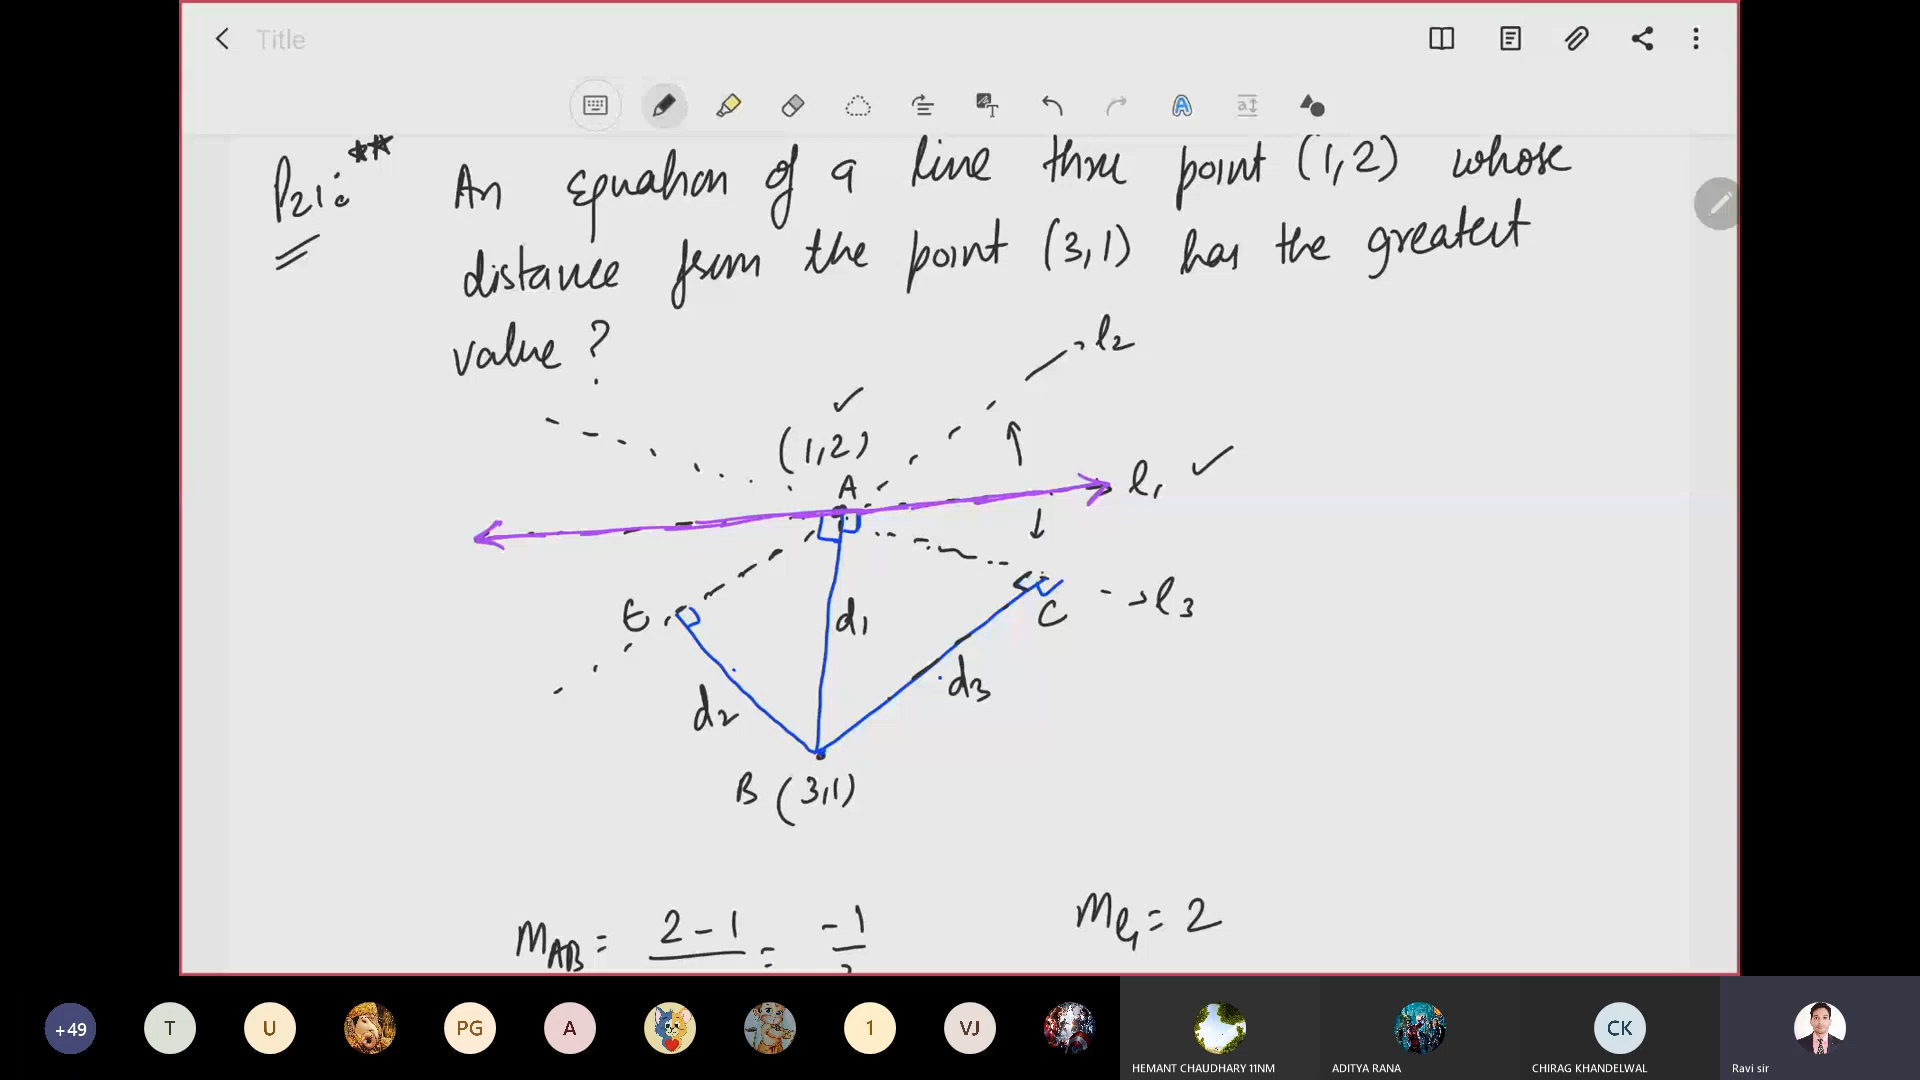 Title
P21:** An equation of a line thru point (1,2) whose
distance from the point (3,1) has the greatest
value ?
l2
(1,2)
A
l1
E
d1
C
l3
d2
d3
B (3,1)
MAB = 2-1 = -1
Ml1 = 2
+49 T U PG A 1 VJ CK
HEMANT CHAUDHARY 11NM ADITYA RANA CHIRAG KHANDELWAL Ravi sir